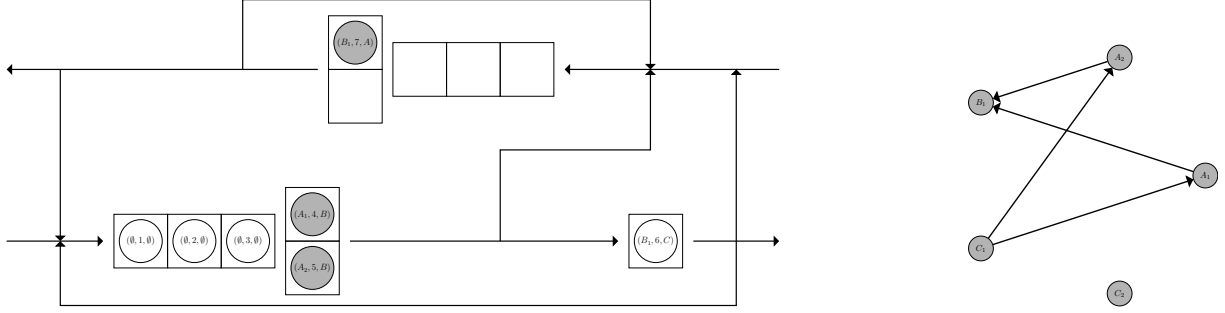 (B₁, 7, A)
(∅, 1, ∅) (∅, 2, ∅) (∅, 3, ∅)
(A₁, 4, B)
(A₂, 5, B)
(B₁, 6, C)
A₂
B₁
A₁
C₁
C₂